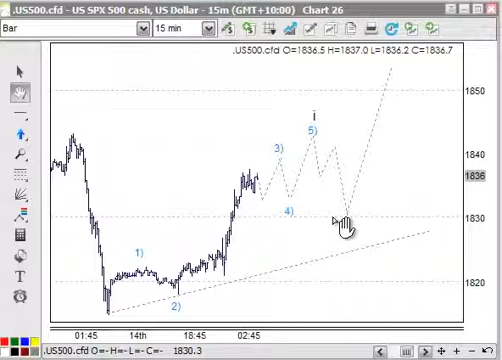 .US500.cfd - US SPX 500 cash, US Dollar - 15m (GMT+10:00)   Chart 26
Bar
15 min
.US500.cfd O=1836.5 H=1837.0 L=1836.2 C=1836.7
1850
i
5)
3)
1840
1836
4)
1830
1)
2)
1820
01:45 14th 18:45 02:45
.US500.cfd O=-H=-L=-C=- 1830.3